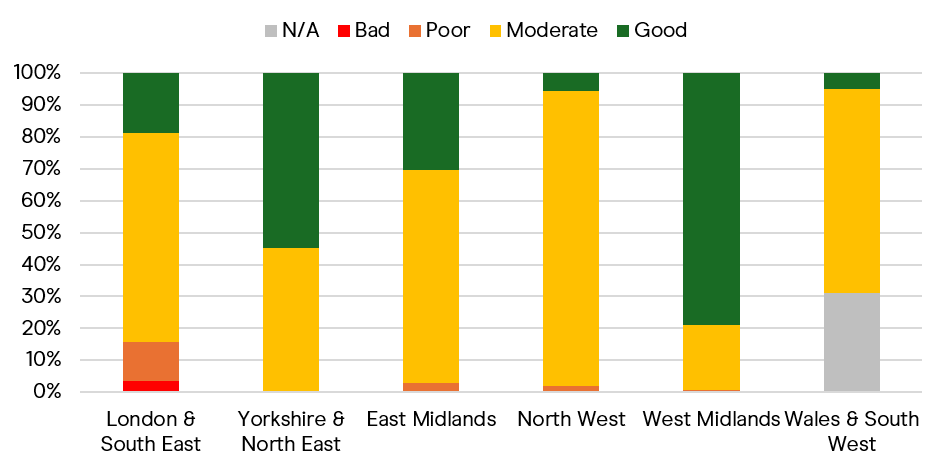 N/A Bad Poor Moderate Good
100%
90%
80%
70%
60%
50%
40%
30%
20%
10%
0%
London & South East
Yorkshire & North East
East Midlands
North West
West Midlands
Wales & South West